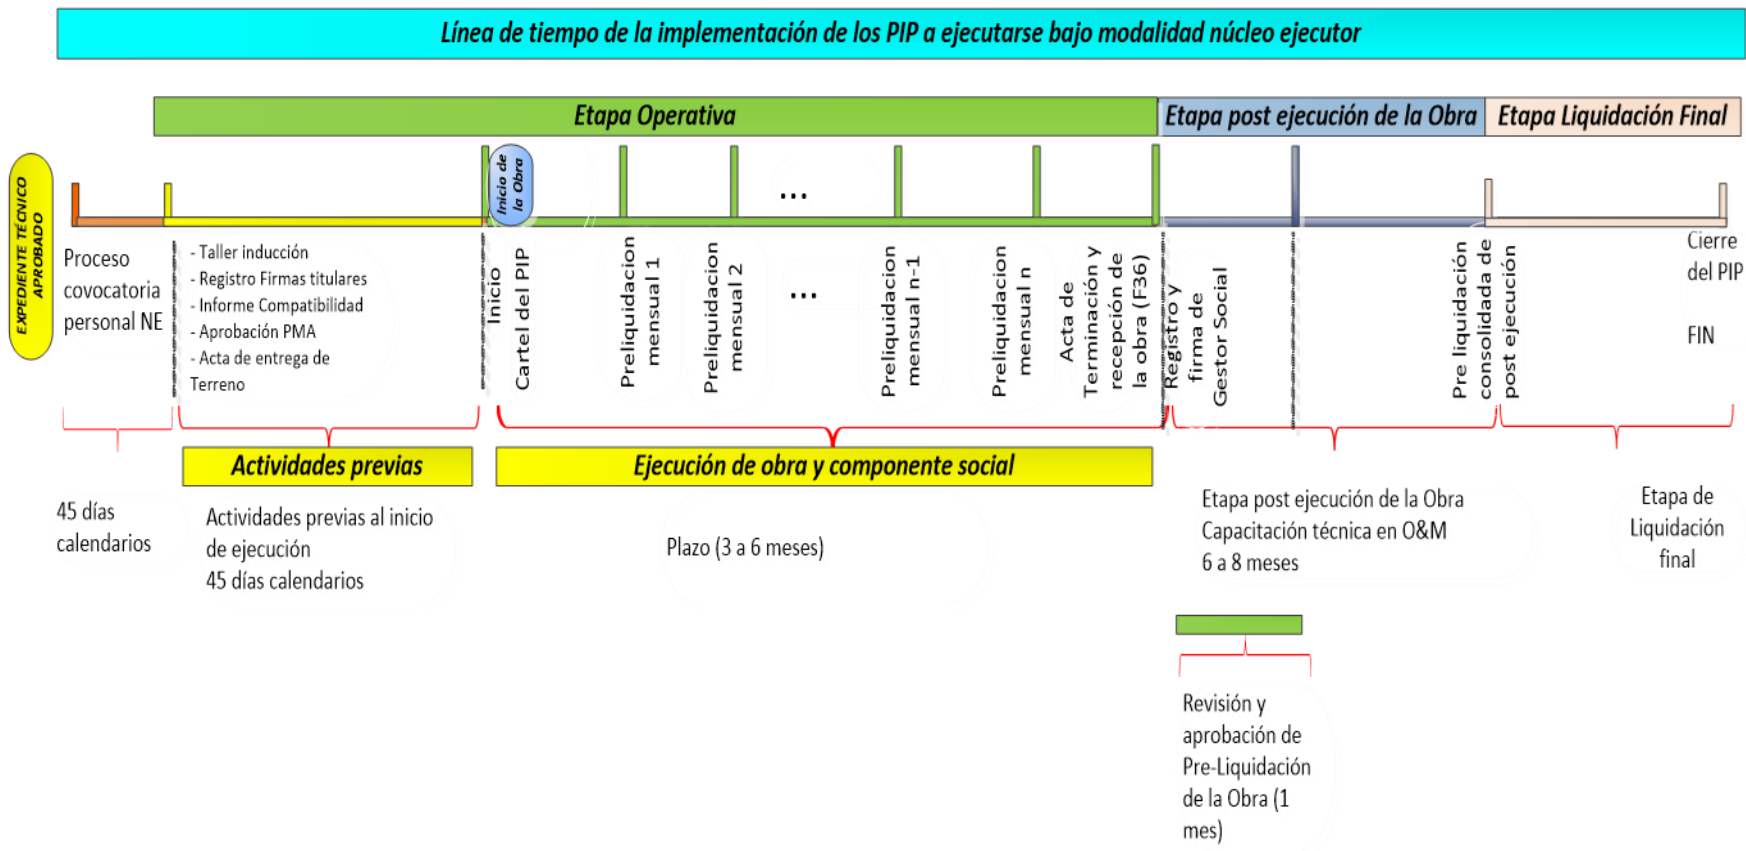 Línea de tiempo de la implementación de los PIP a ejecutarse bajo modalidad núcleo ejecutor
Etapa Operativa
Etapa post ejecución de la Obra
Etapa Liquidación Final
EXPEDIENTE TÉCNICO
APROBADO
Inicio de
la Obra
...
Proceso
covocatoria
personal NE
- Taller inducción
- Registro Firmas titulares
- Informe Compatibilidad
- Aprobación PMA
- Acta de entrega de
Terreno
Inicio
Cartel del PIP
Preliquidacion
mensual 1
Preliquidacion
mensual 2
...
Preliquidacion
mensual n-1
Preliquidacion
mensual n
Acta de
Terminación y
recepción de
la obra (F36)
Registro y
firma de
Gestor Social
Pre liquidación
consolidada de
post ejecución
Cierre
del PIP
FIN
Actividades previas
Ejecución de obra y componente social
45 días
calendarios
Actividades previas al inicio
de ejecución
45 días calendarios
Plazo (3 a 6 meses)
Etapa post ejecución de la Obra
Capacitación técnica en O&M
6 a 8 meses
Etapa de
Liquidación
final
Revisión y
aprobación de
Pre-Liquidación
de la Obra (1
mes)